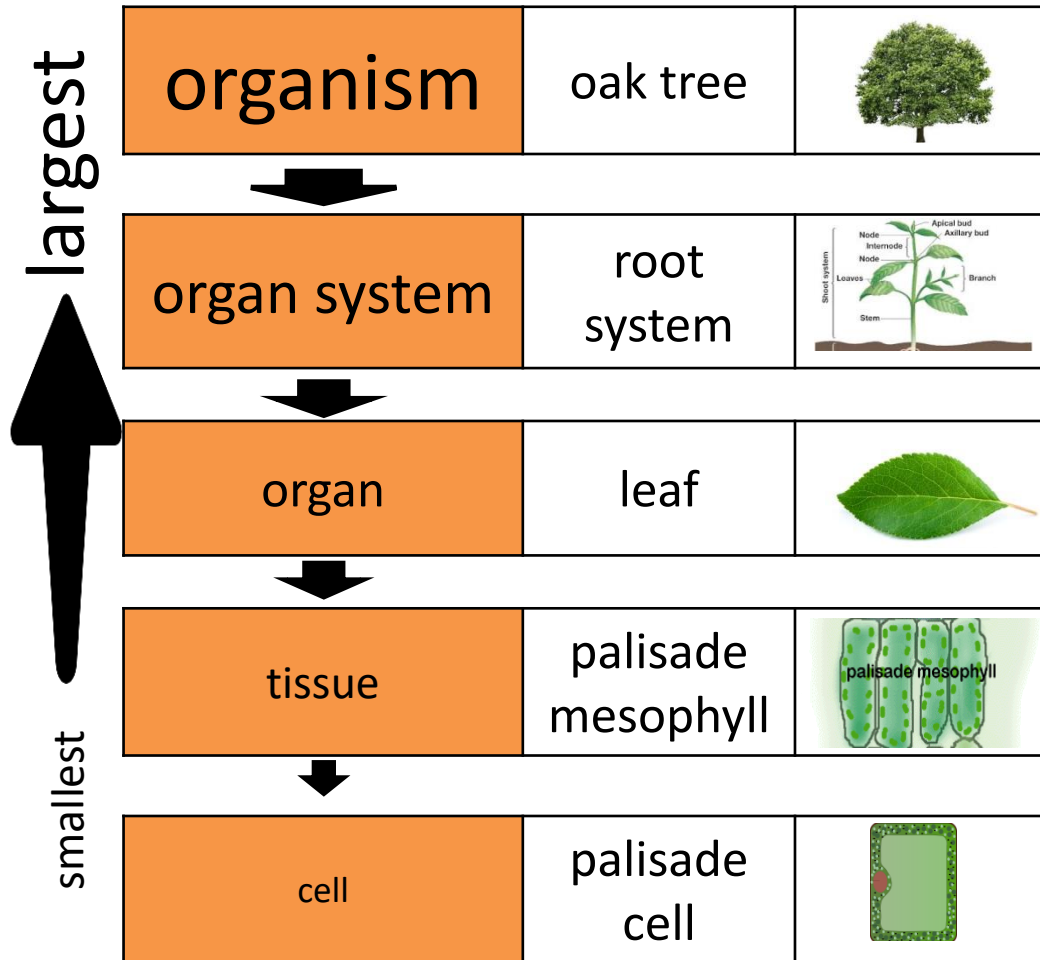 largest
smallest
organism
oak tree
organ system
root
system
Apical bud
Axillary bud
Node
Internode
Node
Leaves
Branch
Stem
Shoot system
organ
leaf
tissue
palisade
mesophyll
palisade mesophyll
cell
palisade
cell